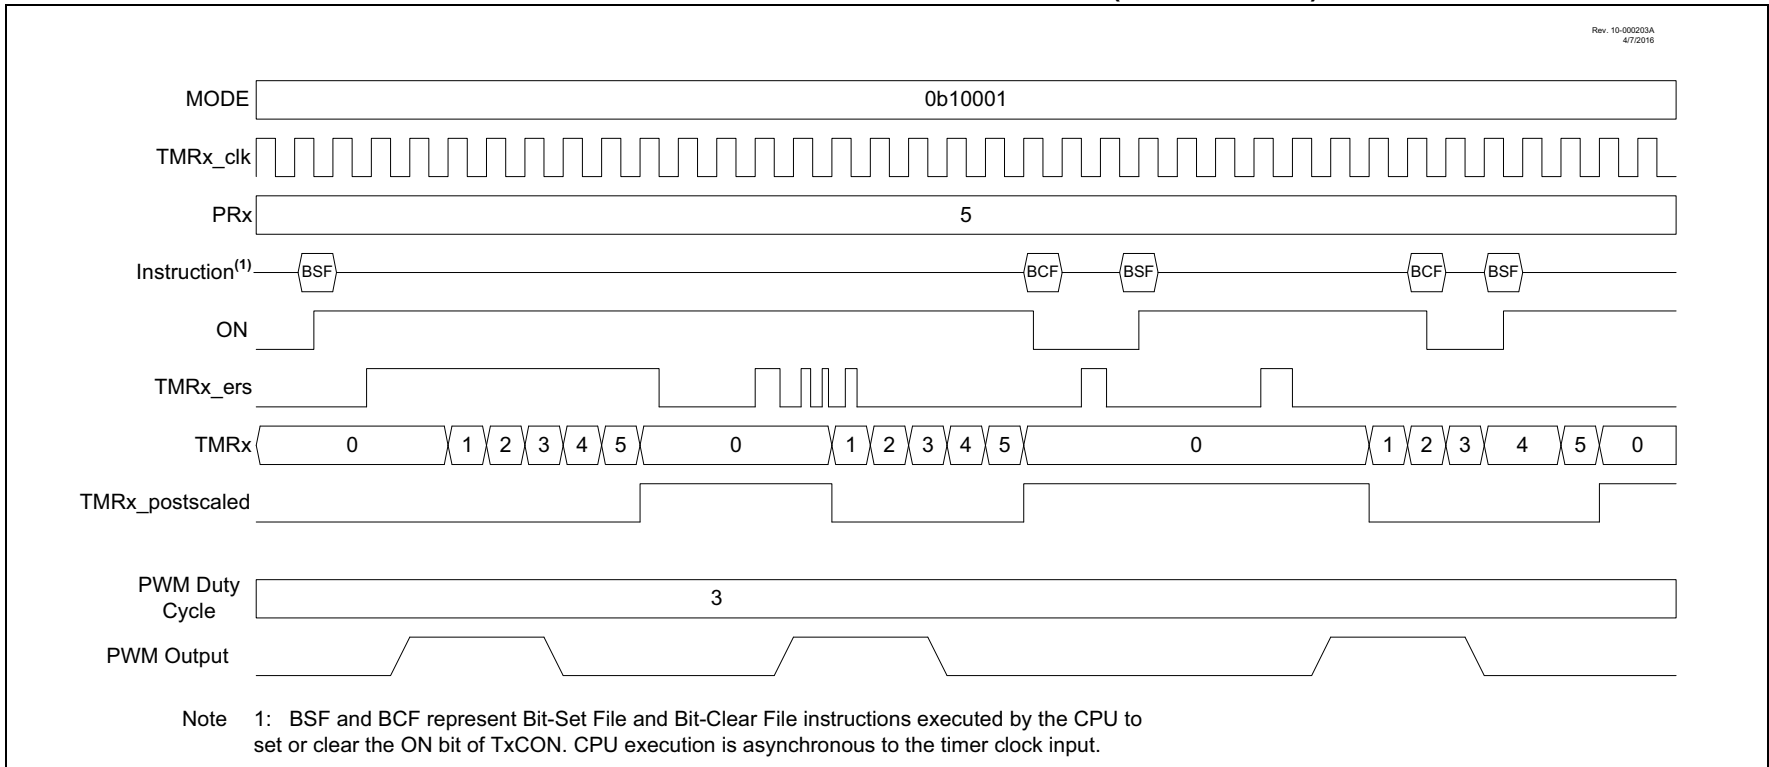 Rev. 10-000203A
4/7/2016
MODE 0b10001
TMRx_clk
PRx 5
Instruction(1) BSF BCF BSF BCF BSF
ON
TMRx_ers
TMRx 0 1 2 3 4 5 0 1 2 3 4 5 0 1 2 3 4 5 0
TMRx_postscaled
PWM Duty
Cycle 3
PWM Output
Note 1: BSF and BCF represent Bit-Set File and Bit-Clear File instructions executed by the CPU to
set or clear the ON bit of TxCON. CPU execution is asynchronous to the timer clock input.